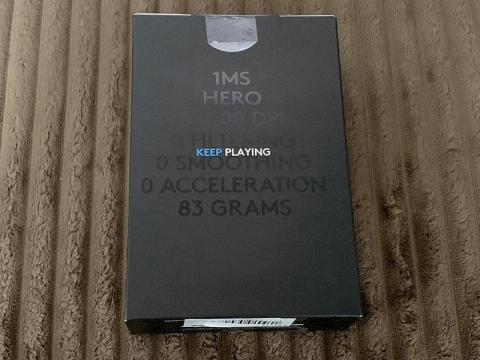 1MS
HERO
DPI
0 FILTERING
KEEP PLAYING
0 SMOOTHING
0 ACCELERATION
83 GRAMS